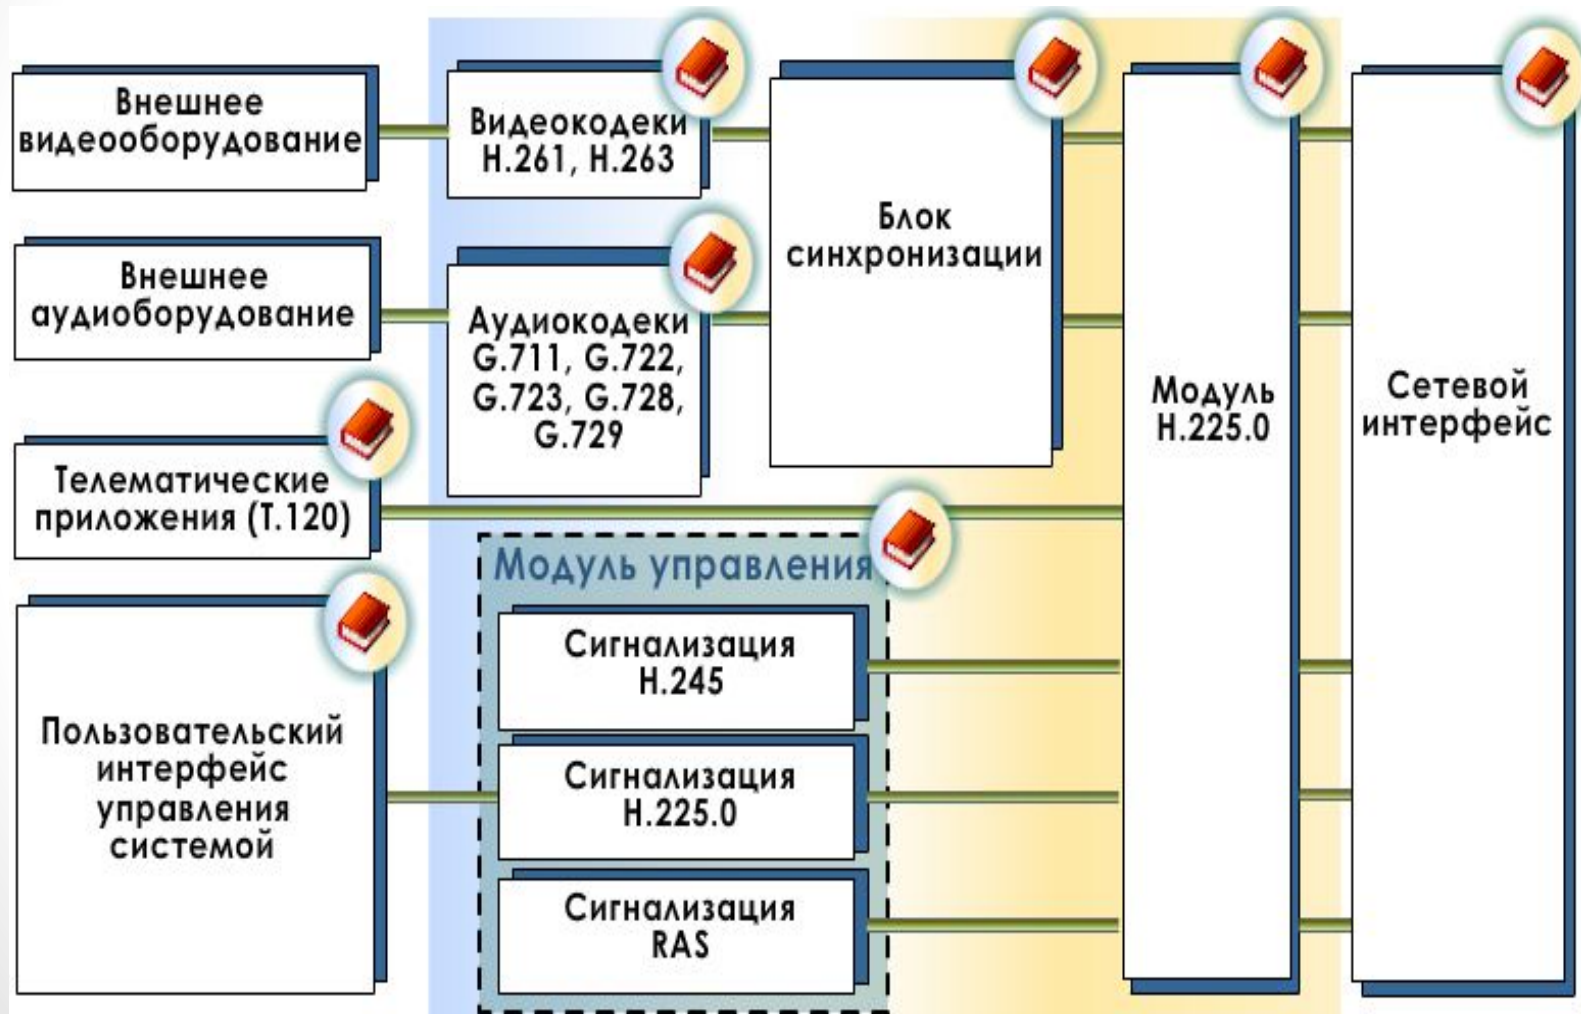 Внешнее
видеооборудование
Видеокодеки
H.261, H.263
Блок
синхронизации
Внешнее
аудиоборудование
Аудиокодеки
G.711, G.722,
G.723, G.728,
G.729
Модуль
H.225.0
Сетевой
интерфейс
Телематические
приложения (Т.120)
Модуль управления
Сигнализация
H.245
Пользовательский
интерфейс
управления
системой
Сигнализация
H.225.0
Сигнализация
RAS